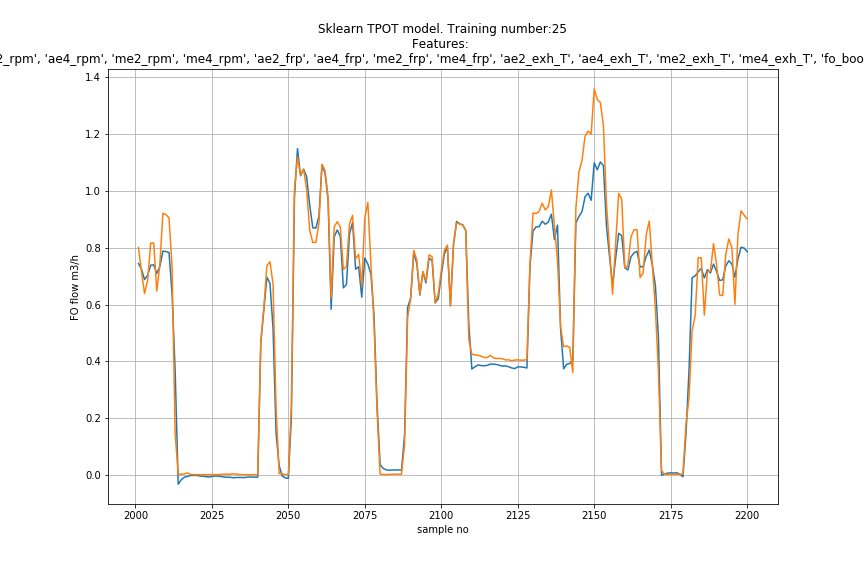 Sklearn TPOT model. Training number:25
Features:
2_rpm', 'ae4_rpm', 'me2_rpm', 'me4_rpm', 'ae2_frp', 'ae4_frp', 'me2_frp', 'me4_frp', 'ae2_exh_T', 'ae4_exh_T', 'me2_exh_T', 'me4_exh_T', 'fo_boo
1.4
1.2
1.0
0.8
0.6
0.4
0.2
0.0
FO flow m3/h
2000 2025 2050 2075 2100 2125 2150 2175 2200
sample no